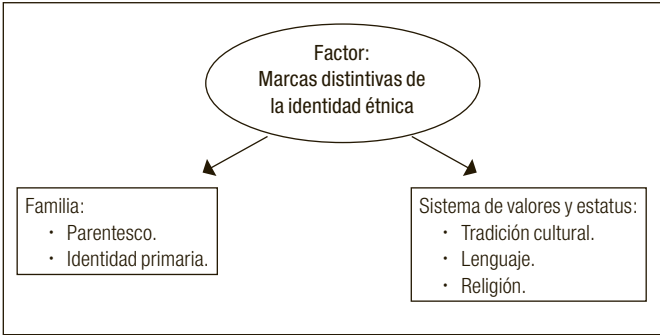 Factor:
Marcas distintivas de
la identidad étnica
Familia:
· Parentesco.
· Identidad primaria.
Sistema de valores y estatus:
· Tradición cultural.
· Lenguaje.
· Religión.